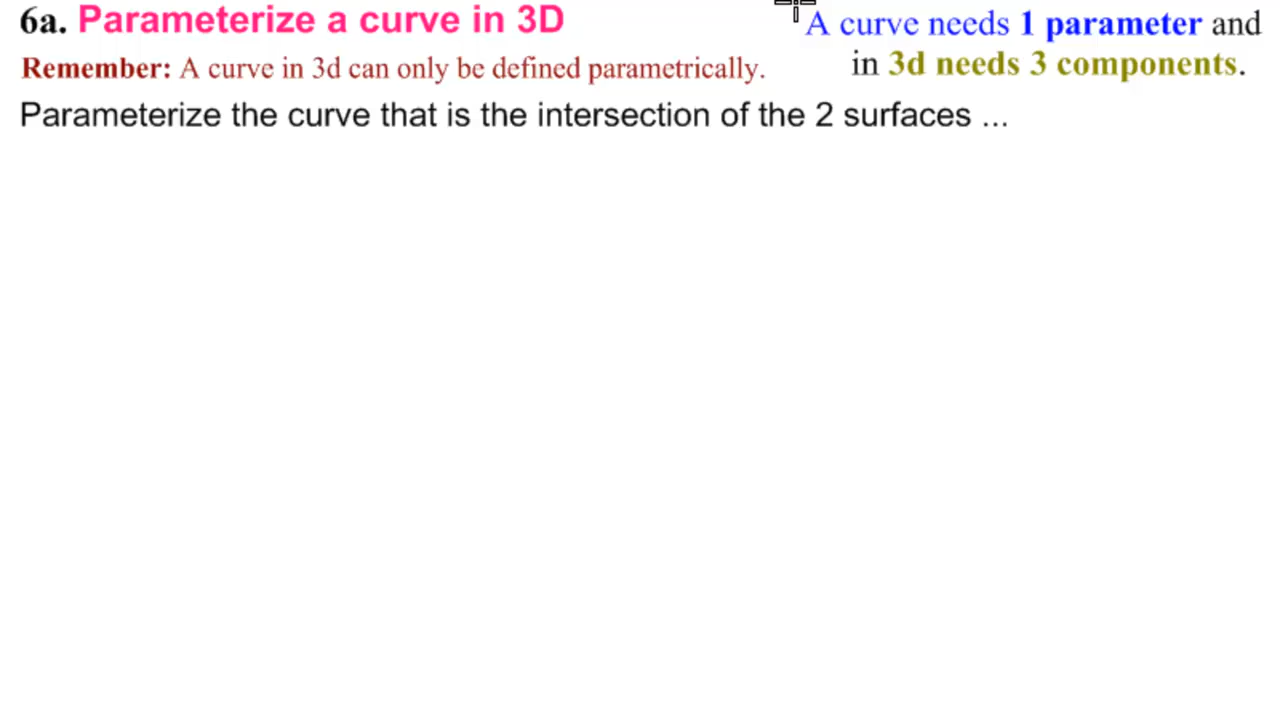 6a. Parameterize a curve in 3D
A curve needs 1 parameter and
in 3d needs 3 components.
Remember: A curve in 3d can only be defined parametrically.
Parameterize the curve that is the intersection of the 2 surfaces ...